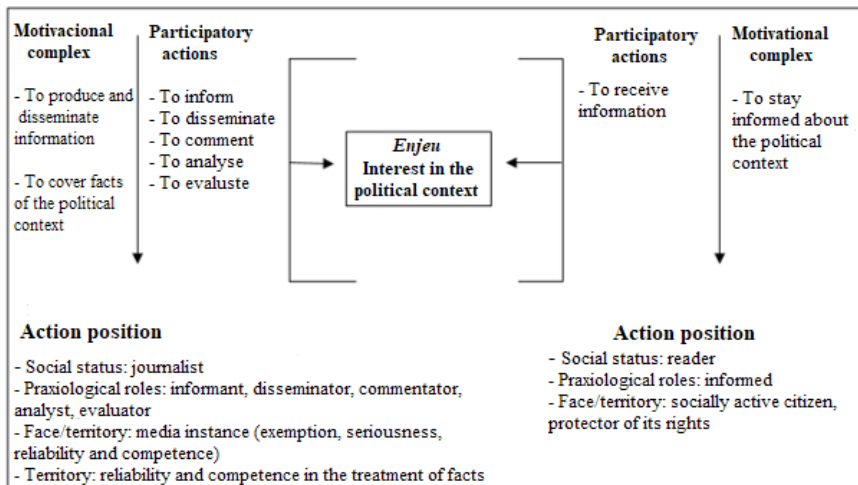 Motivacional
complex
- To produce and
disseminate
information
- To cover facts
of the political
context
Participatory
actions
- To inform
- To disseminate
- To comment
- To analyse
- To evaluste
Enjeu
Interest in the
political context
Participatory
actions
- To receive
information
Motivational
complex
- To stay
informed about
the political
context
Action position
- Social status: journalist
- Praxiological roles: informant, disseminator, commentator,
analyst, evaluator
- Face/territory: media instance (exemption, seriousness,
reliability and competence)
- Territory: reliability and competence in the treatment of facts
Action position
- Social status: reader
- Praxiological roles: informed
- Face/territory: socially active citizen,
protector of its rights